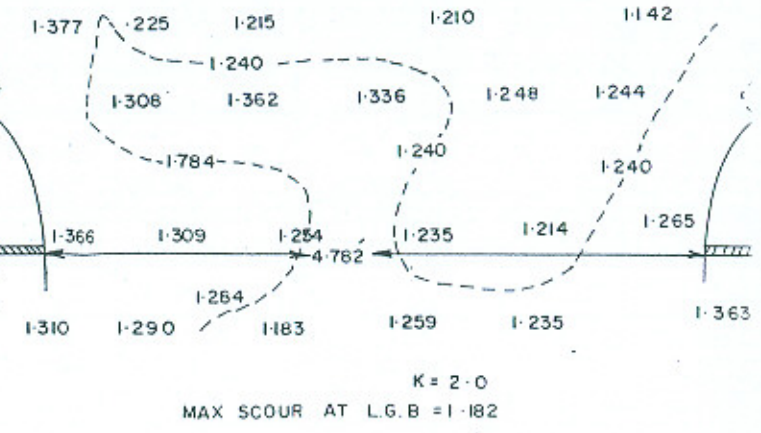 1·377 ·225 1·215 1·210 1·142
1·240
1·308 1·362 1·336 1·248 1·244
1·784 1·240 1·240
1·366 1·309 1·254 1·235 1·214 1·265
4·762
1·264
1·310 1·290 1·183 1·259 1·235 1·363
K = 2·0
MAX SCOUR AT L.G.B = 1·182